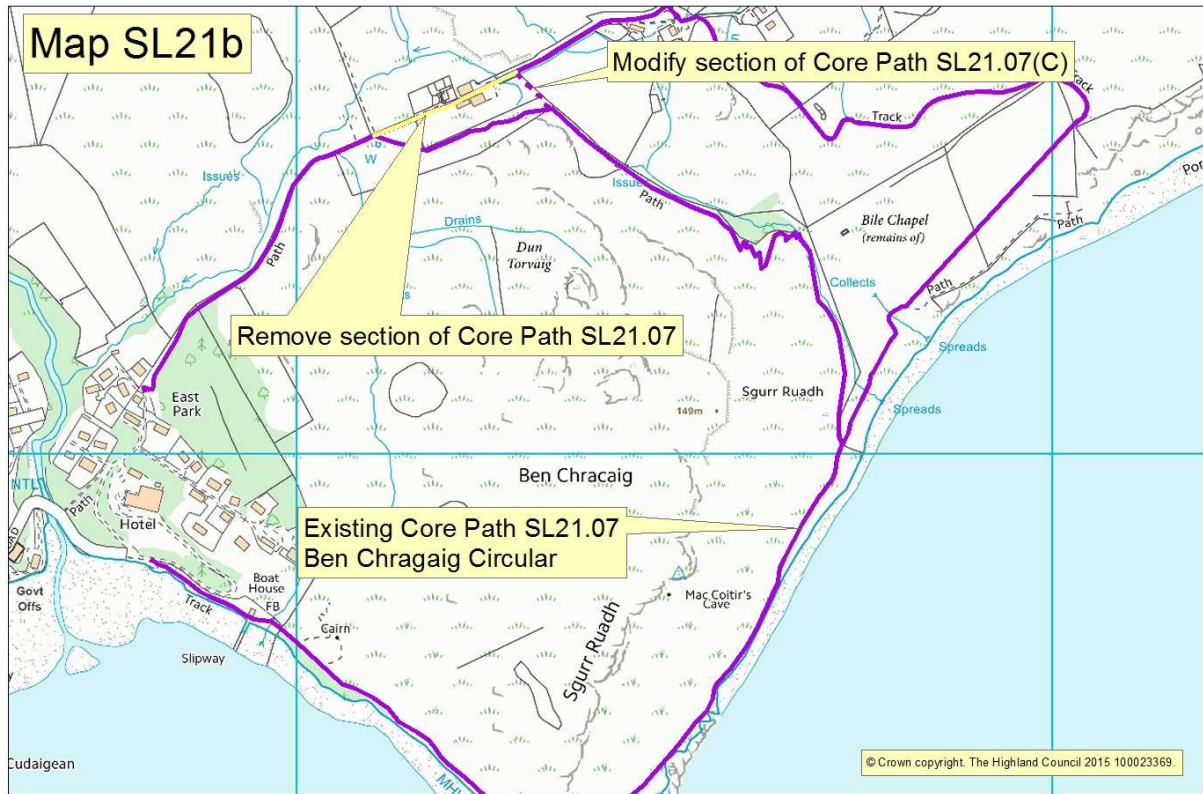 Map SL21b
Modify section of Core Path SL21.07(C)
Track
Track
W
Issues
Issues
Path
Path
Drains
Dun
Torvaig
Bile Chapel
(remains of)
Path
Path
Collects
Spreads
Spreads
Remove section of Core Path SL21.07
East
Park
149m
Sgurr Ruadh
Ben Chracaig
NTL
Path
Hotel
Existing Core Path SL21.07
Ben Chragaig Circular
Govt
Offs
Boat
House
FB
Track
Slipway
Cairn
Mac Coitir's
Cave
Sgurr Ruadh
Cudaigean
© Crown copyright. The Highland Council 2015 100023369.